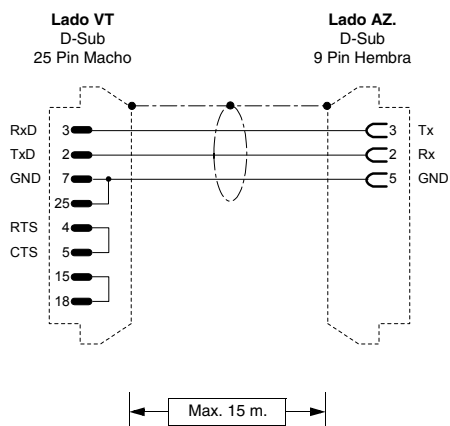 Lado VT
D-Sub
25 Pin Macho
Lado AZ.
D-Sub
9 Pin Hembra
RxD 3
3 Tx
TxD 2
2 Rx
GND 7
5 GND
25
RTS 4
CTS 5
15
18
Max. 15 m.